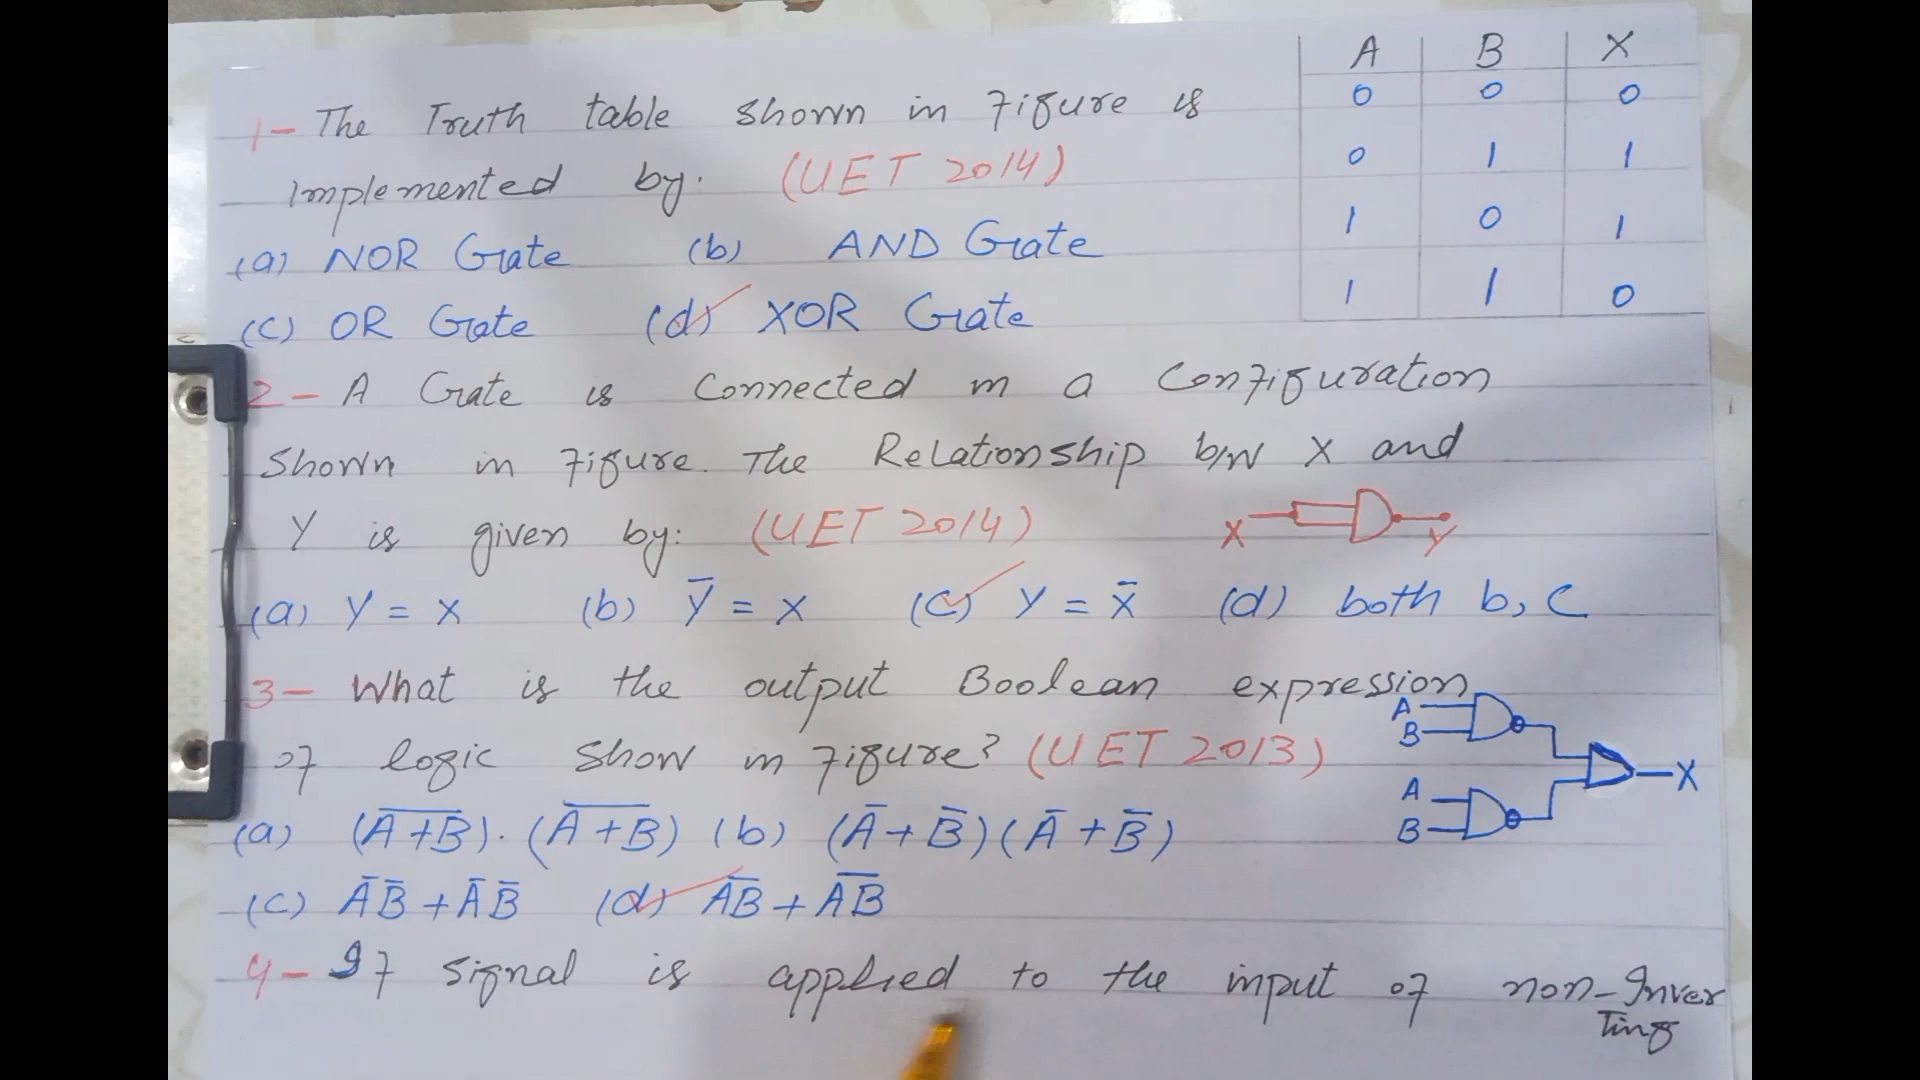 A B X
0 0 0
0 1 1
1 0 1
1 1 0
1- The Truth table shown in Figure is
implemented by. (UET 2014)
(a) NOR Gate (b) AND Gate
(c) OR Gate (d) XOR Gate
2- A Gate is Connected in a Configuration
Shown in Figure. The Relationship b/w X and
Y is given by: (UET 2014)
X Y
(a) Y = X (b) Ȳ = X (c) Y = X̄ (d) both b, c
3- What is the output Boolean expression
of logic show in Figure? (UET 2013)
A
B
A
B
X
(a) (A̅+̅B̅).(A̅+̅B̅) (b) (Ā+B̄)(Ā+B̄)
(c) ĀB̄+ĀB̄ (d) A̅B̅+A̅B̅
4- If signal is applied to the input of non-Inver
ting